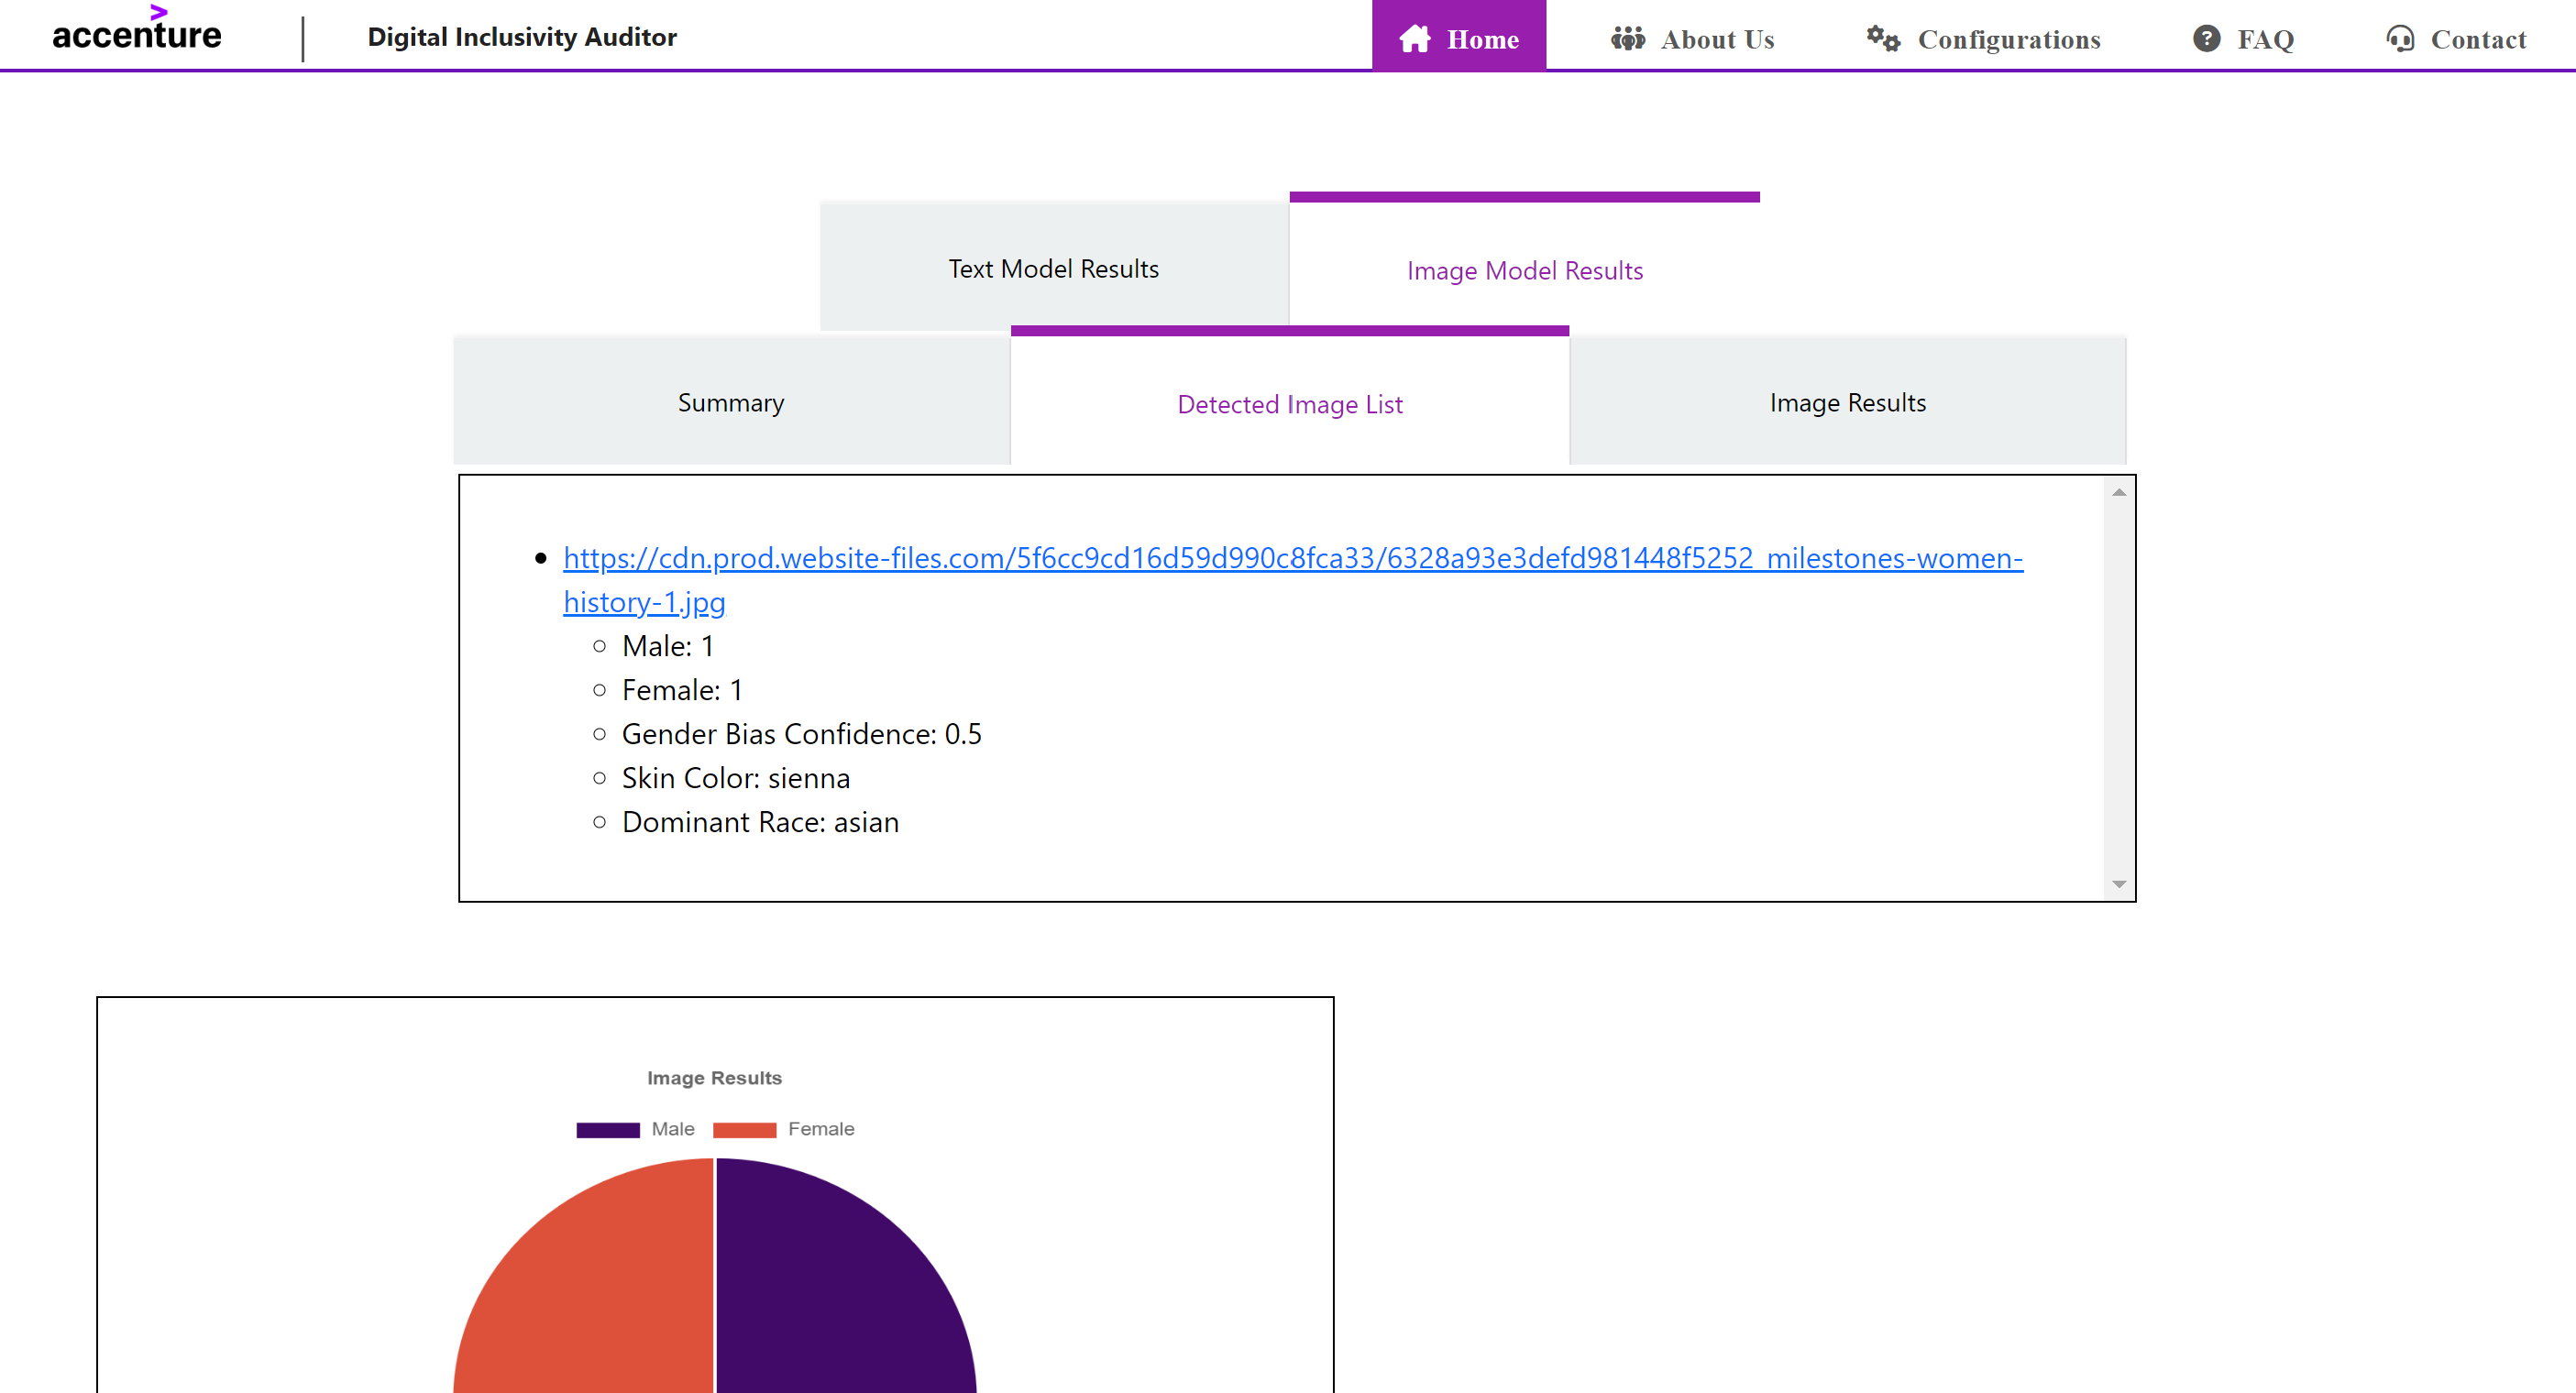 accenture
Digital Inclusivity Auditor
Home
About Us
Configurations
FAQ
Contact
Text Model Results
Image Model Results
Summary
Detected Image List
Image Results
https://cdn.prod.website-files.com/5f6cc9cd16d59d990c8fca33/6328a93e3defd981448f5252_milestones-women-
history-1.jpg
Male: 1
Female: 1
Gender Bias Confidence: 0.5
Skin Color: sienna
Dominant Race: asian
Image Results
Male
Female